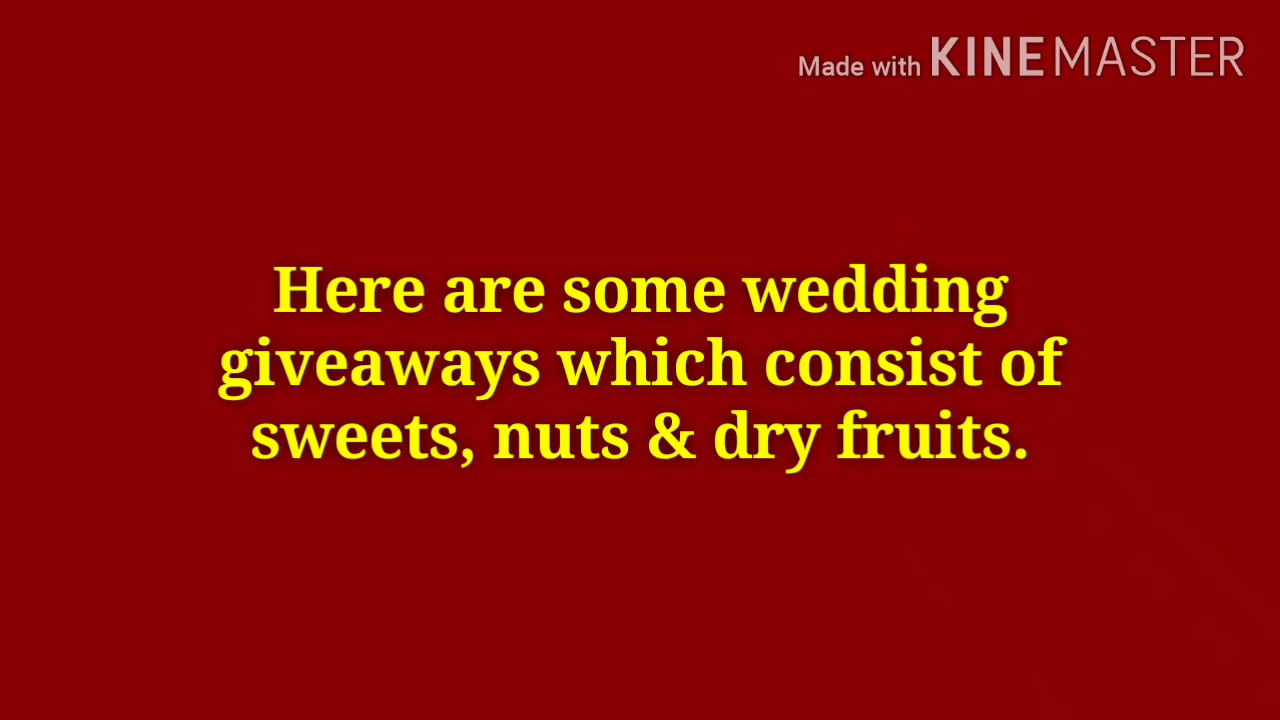 Made with KINEMASTER
Here are some wedding
giveaways which consist of
sweets, nuts & dry fruits.